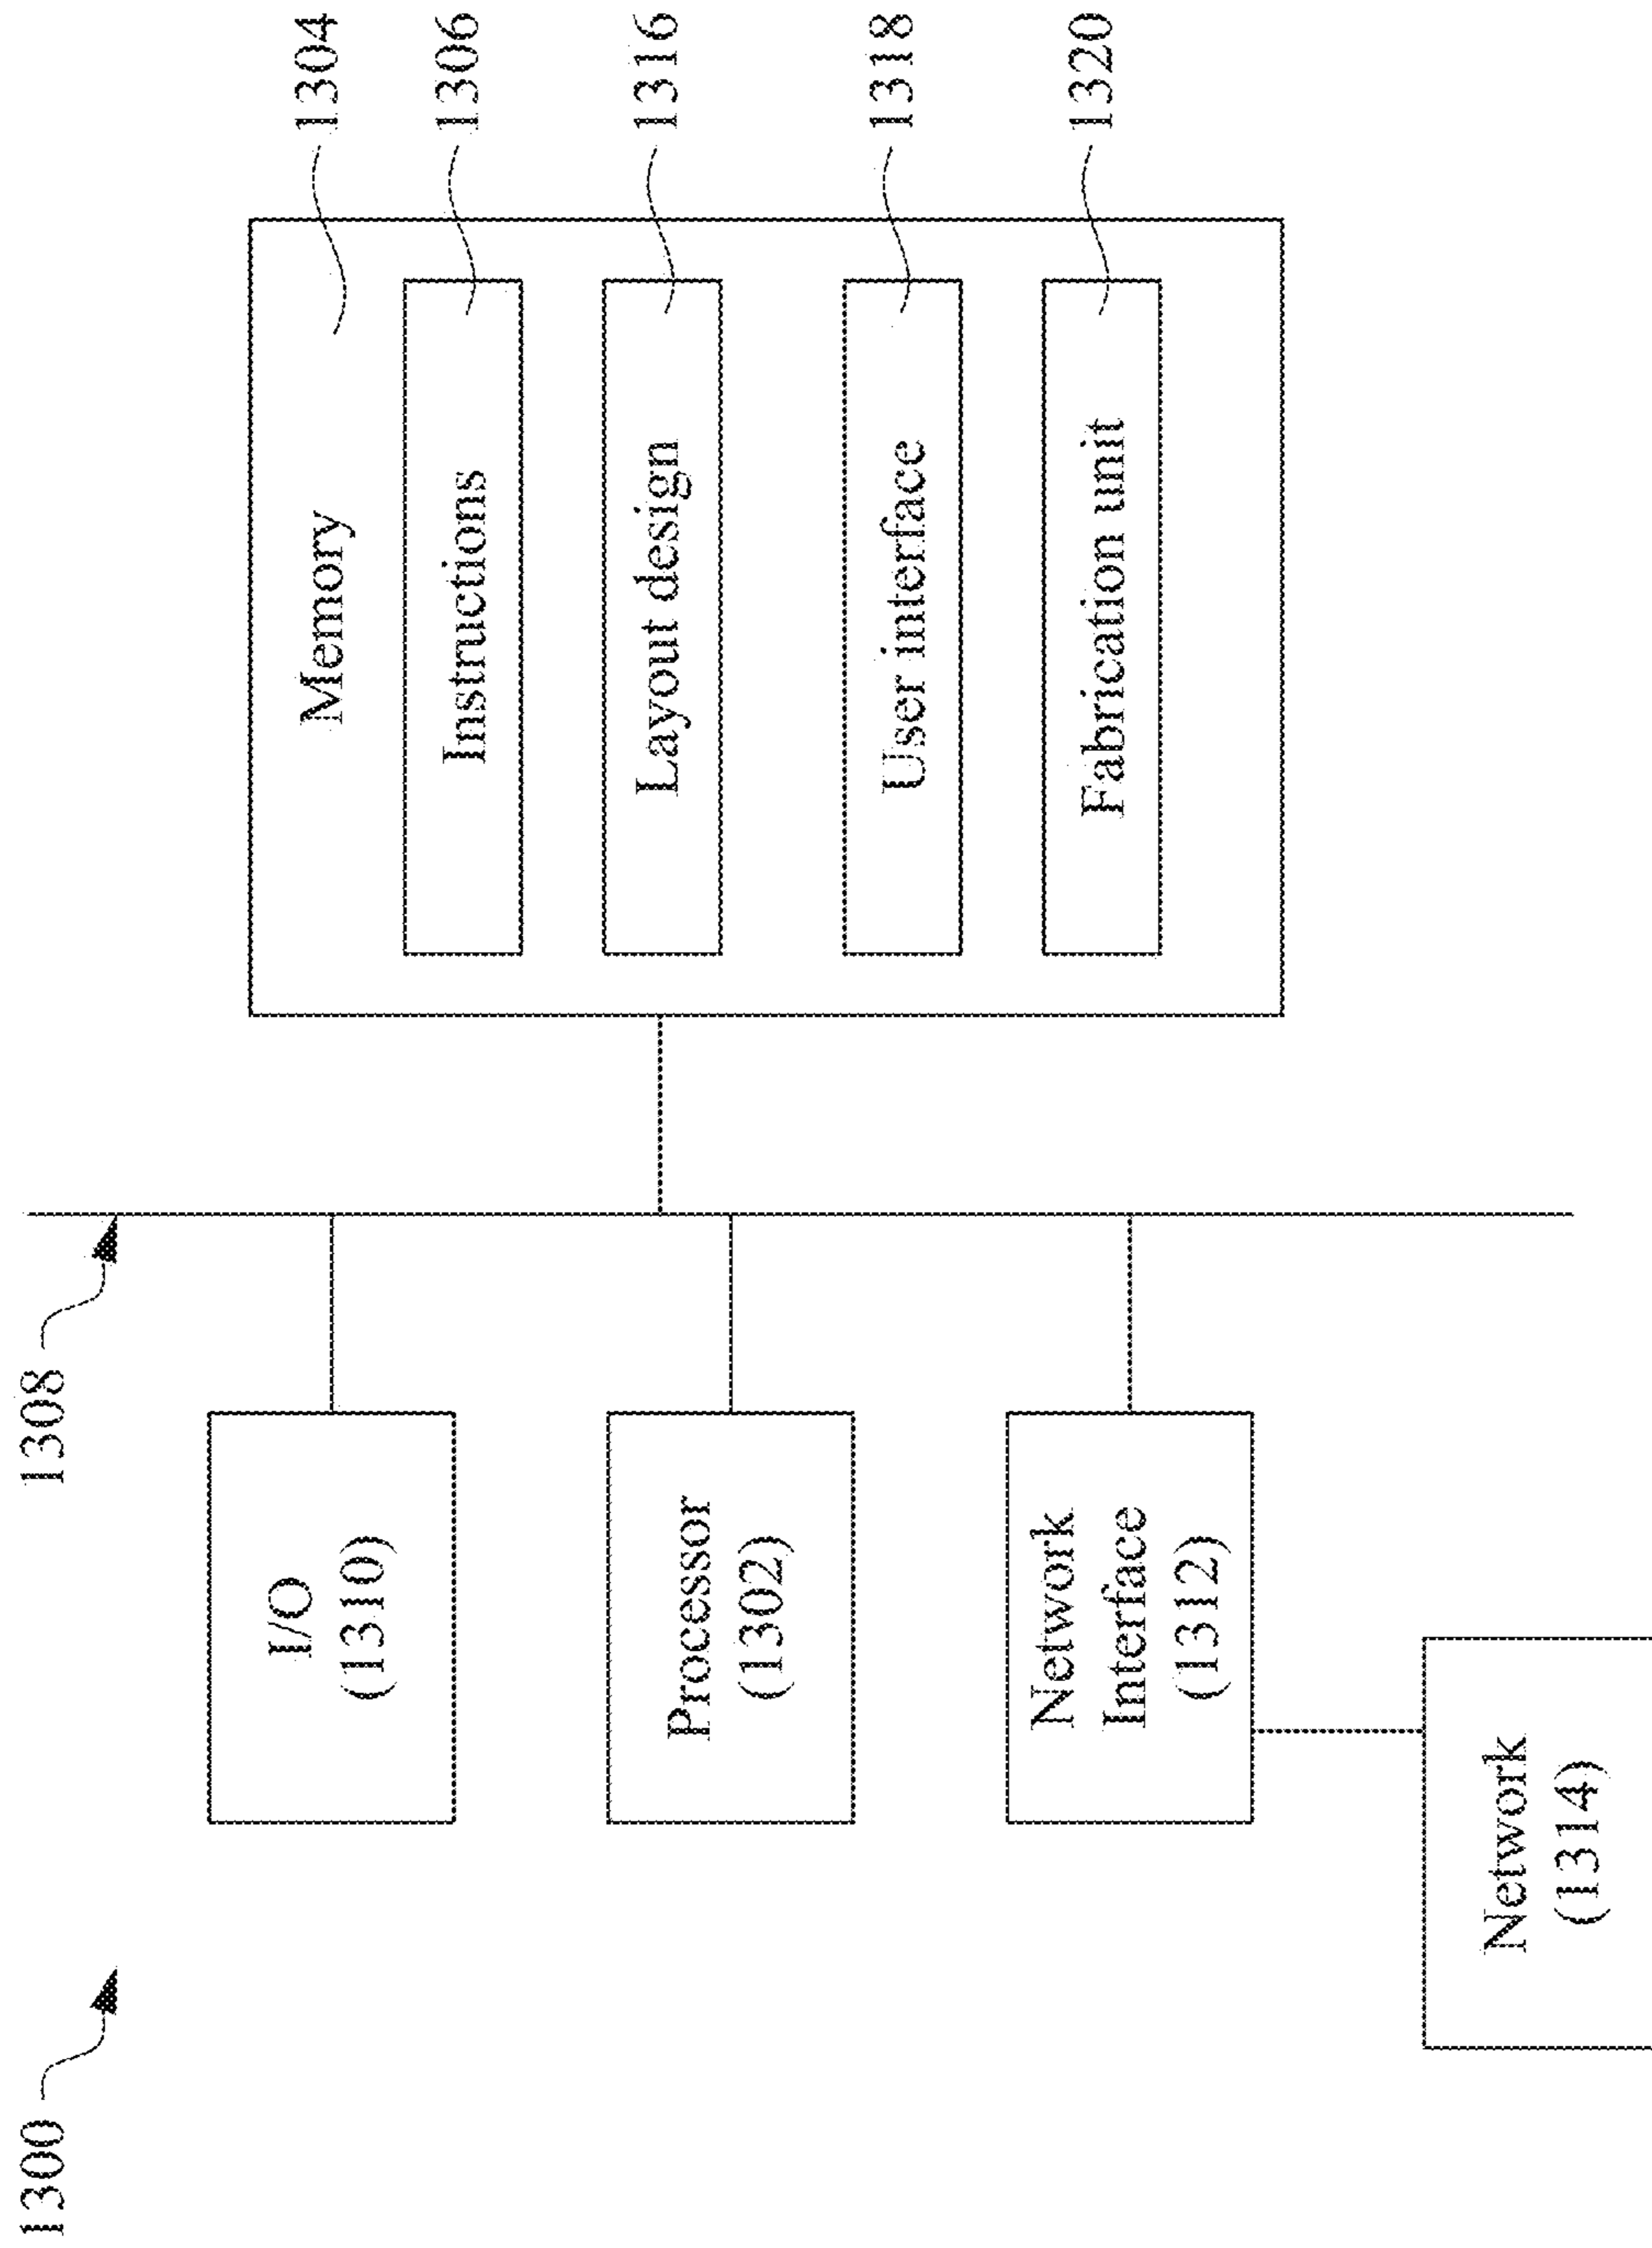 1300
1308
I/O
(1310)
Processor
(1302)
Network
Interface
(1312)
Network
(1314)
Memory
1304
Instructions
1306
Layout design
1316
User interface
1318
Fabrication unit
1320